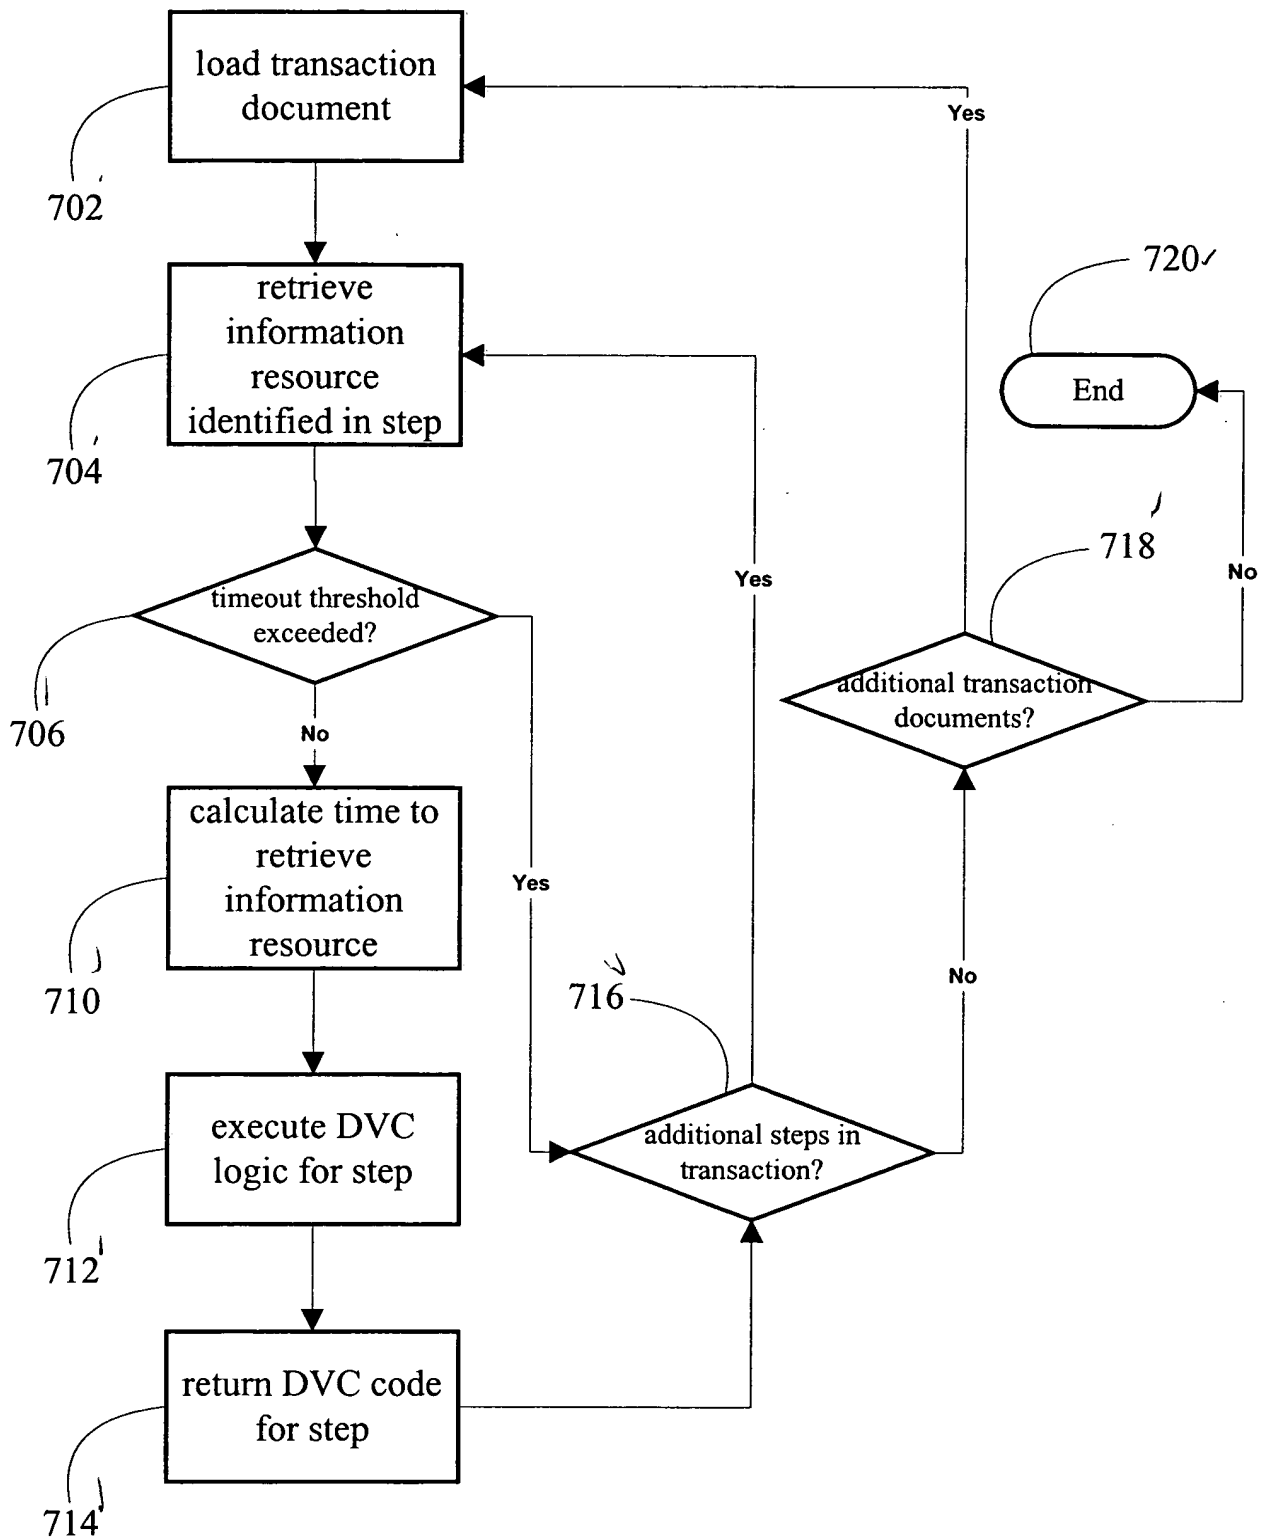 load transaction
document
Yes
702
720
retrieve
information
resource
identified in step
End
704
718
No
Yes
timeout threshold
exceeded?
additional transaction
documents?
706
No
calculate time to
retrieve
information
resource
Yes
No
716
710
execute DVC
logic for step
additional steps in
transaction?
712
return DVC code
for step
714